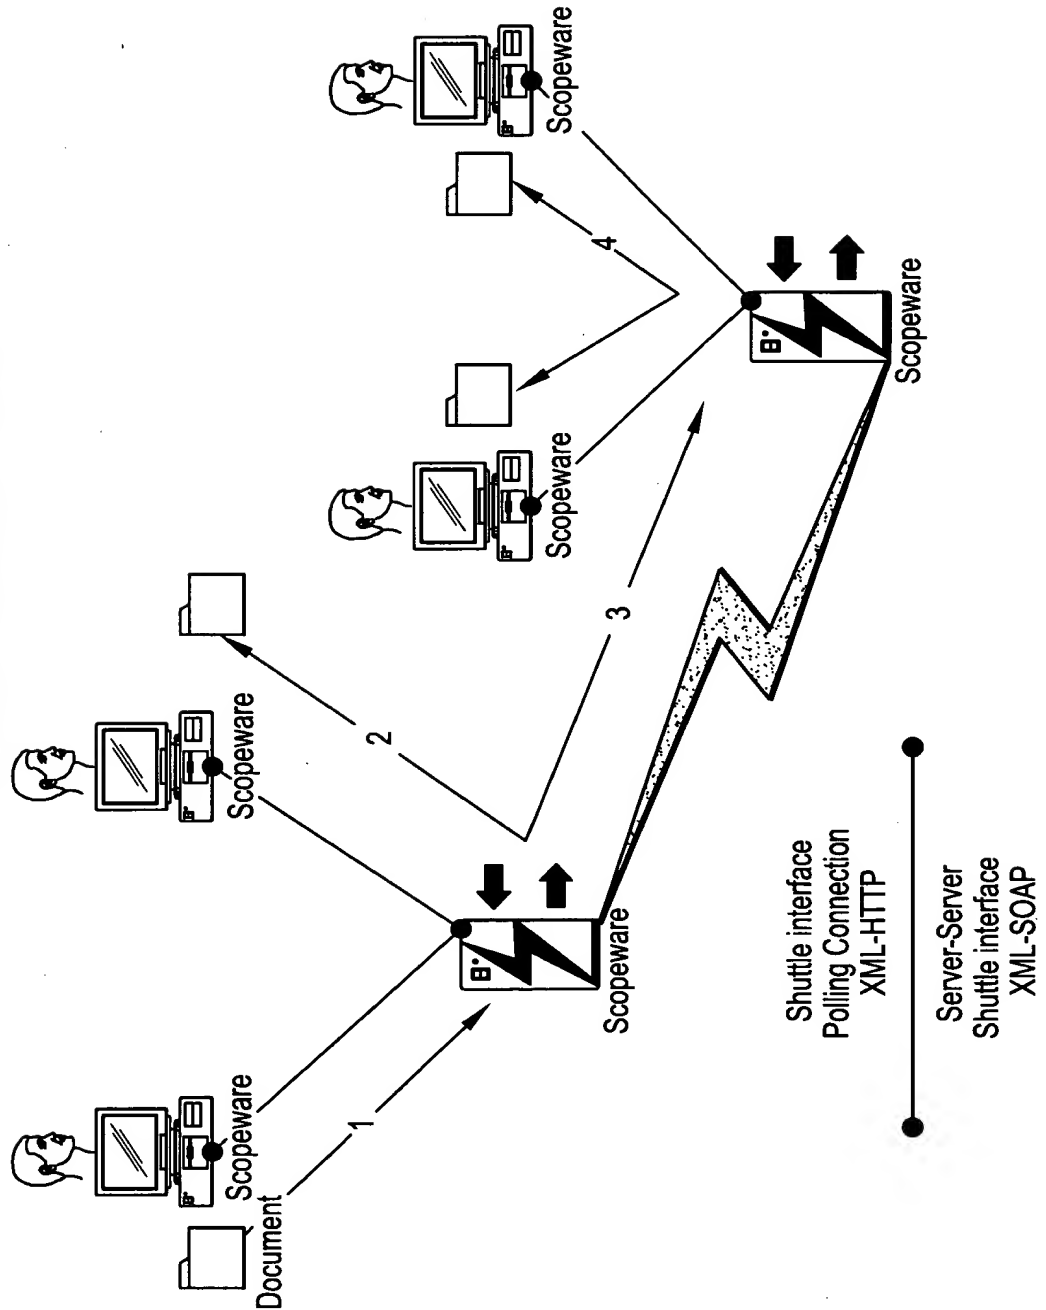 Document
Scopeware
1
Scopeware
Scopeware
2
3
Scopeware
4
Scopeware
Scopeware
Shuttle interface
Polling Connection
XML-HTTP
Server-Server
Shuttle interface
XML-SOAP